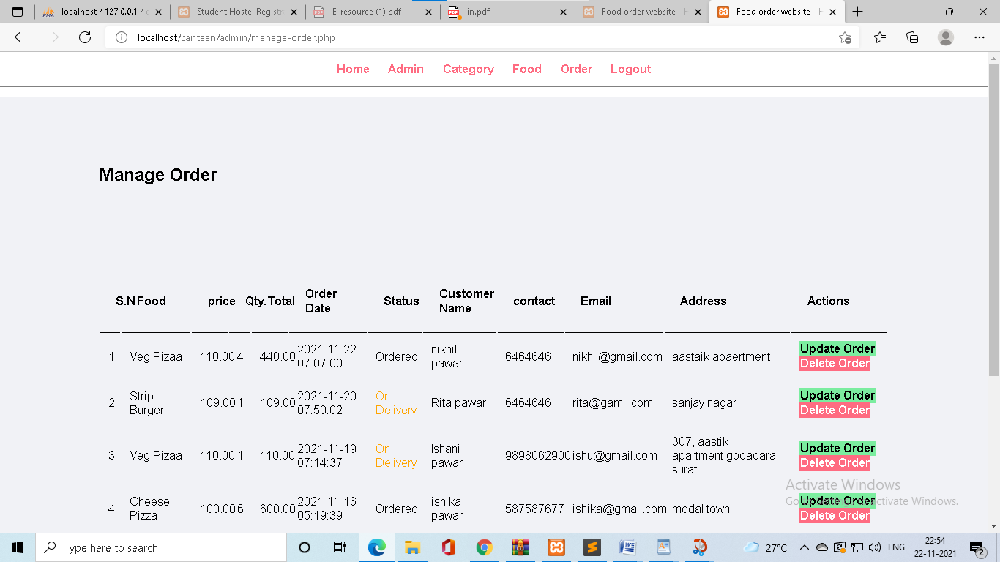 localhost / 127.0.0.1 /
Student Hostel Registr
E-resource (1).pdf
in.pdf
Food order website -
Food order website -
localhost/canteen/admin/manage-order.php
Home Admin Category Food Order Logout
Manage Order
S.N Food price Qty. Total Order Date Status Customer Name contact Email Address Actions
1 Veg.Pizaa 110.00 4 440.00 2021-11-22 07:07:00 Ordered nikhil pawar 6464646 nikhil@gmail.com aastaik apaertment Update Order Delete Order
2 Strip Burger 109.00 1 109.00 2021-11-20 07:50:02 On Delivery Rita pawar 6464646 rita@gamil.com sanjay nagar Update Order Delete Order
3 Veg.Pizaa 110.00 1 110.00 2021-11-19 07:14:37 On Delivery Ishani pawar 9898062900 ishu@gmail.com 307, aastik apartment godadara surat Update Order Delete Order
4 Cheese Pizza 100.00 6 600.00 2021-11-16 05:19:39 Ordered ishika pawar 587587677 ishika@gmail.com modal town Update Order Delete Order
Activate Windows
Type here to search
27°C
ENG
22:54
22-11-2021
2